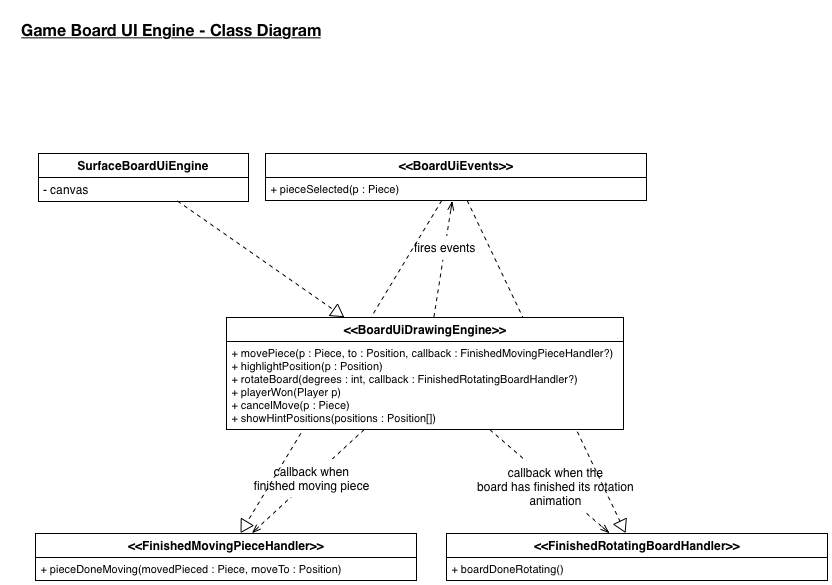 Game Board UI Engine - Class Diagram
SurfaceBoardUiEngine
- canvas
<<BoardUiEvents>>
+ pieceSelected(p : Piece)
fires events
<<BoardUiDrawingEngine>>
+ movePiece(p : Piece, to : Position, callback : FinishedMovingPieceHandler?)
+ highlightPosition(p : Position)
+ rotateBoard(degrees : int, callback : FinishedRotatingBoardHandler?)
+ playerWon(Player p)
+ cancelMove(p : Piece)
+ showHintPositions(positions : Position[])
callback when
finished moving piece
callback when the
board has finished its rotation
animation
<<FinishedMovingPieceHandler>>
+ pieceDoneMoving(movedPieced : Piece, moveTo : Position)
<<FinishedRotatingBoardHandler>>
+ boardDoneRotating()